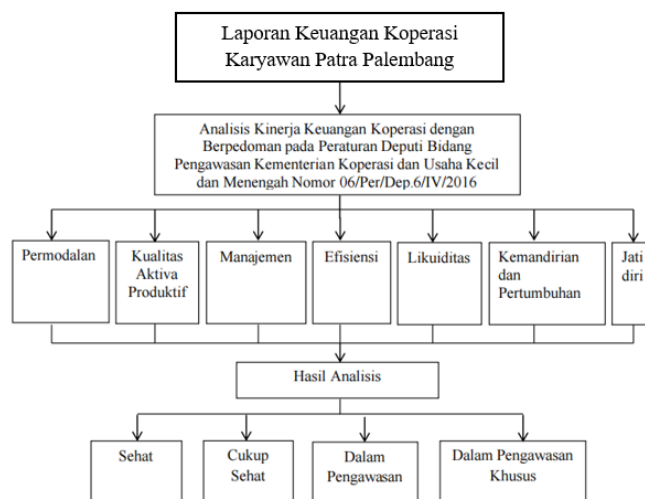 Laporan Keuangan Koperasi
Karyawan Patra Palembang
Analisis Kinerja Keuangan Koperasi dengan
Berpedoman pada Peraturan Deputi Bidang
Pengawasan Kementerian Koperasi dan Usaha Kecil
dan Menengah Nomor 06/Per/Dep.6/IV/2016
Permodalan
Kualitas
Aktiva
Produktif
Manajemen
Efisiensi
Likuiditas
Kemandirian
dan
Pertumbuhan
Jati
diri
Hasil Analisis
Sehat
Cukup
Sehat
Dalam
Pengawasan
Dalam Pengawasan
Khusus